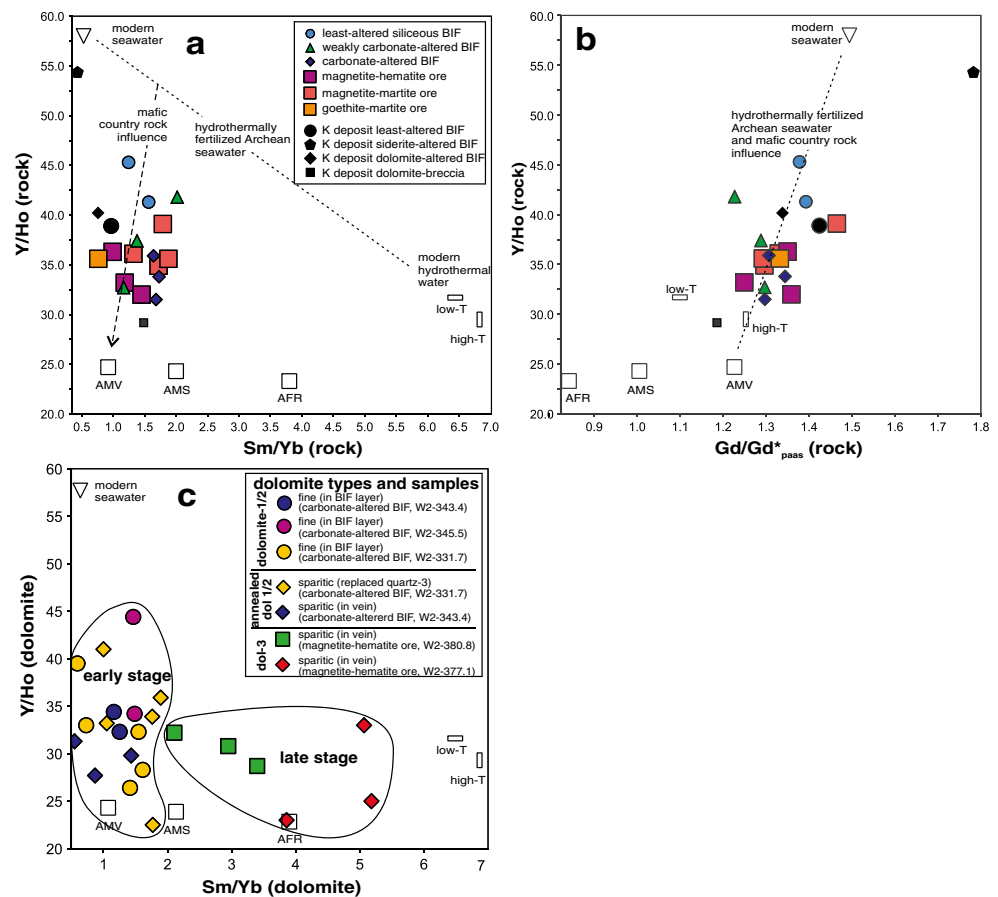 60.0
55.0
50.0
45.0
40.0
35.0
30.0
25.0
20.0
Y/Ho (rock)
modern
seawater
a
mafic
country rock
influence
hydrothermally
fertilized Archean
seawater
least-altered siliceous BIF
weakly carbonate-altered BIF
carbonate-altered BIF
magnetite-hematite ore
magnetite-martite ore
goethite-martite ore
K deposit least-altered BIF
K deposit siderite-altered BIF
K deposit dolomite-altered BIF
K deposit dolomite-breccia
modern
hydrothermal
water
low-T
high-T
AMV
AMS
AFR
0.5 1.0 1.5 2.0 2.5 3.0 3.5 4.0 4.5 5.0 5.5 6.0 6.5 7.0
Sm/Yb (rock)
60.0
55.0
50.0
45.0
40.0
35.0
30.0
25.0
20.0
Y/Ho (rock)
b
modern
seawater
hydrothermally fertilized
Archean seawater
and mafic country rock
influence
low-T
high-T
AFR
AMS
AMV
0.9 1.0 1.1 1.2 1.3 1.4 1.5 1.6 1.7 1.8
Gd/Gd*paas (rock)
60
55
50
45
40
35
30
25
20
Y/Ho (dolomite)
modern
seawater
c
dolomite types and samples
dolomite-1/2
fine (in BIF layer)
(carbonate-altered BIF, W2-343.4)
fine (in BIF layer)
(carbonate-altered BIF, W2-345.5)
fine (in BIF layer)
(carbonate-altered BIF, W2-331.7)
annealed
dol 1/2
sparitic (replaced quartz-3)
(carbonate-altered BIF, W2-331.7)
sparitic (in vein)
(carbonate-altererd BIF, W2-343.4)
dol-3
sparitic (in vein)
(magnetite-hematite ore, W2-380.8)
sparitic (in vein)
(magnetite-hematite ore, W2-377.1)
early stage
late stage
low-T
high-T
AMV
AMS
AFR
1 2 3 4 5 6 7
Sm/Yb (dolomite)